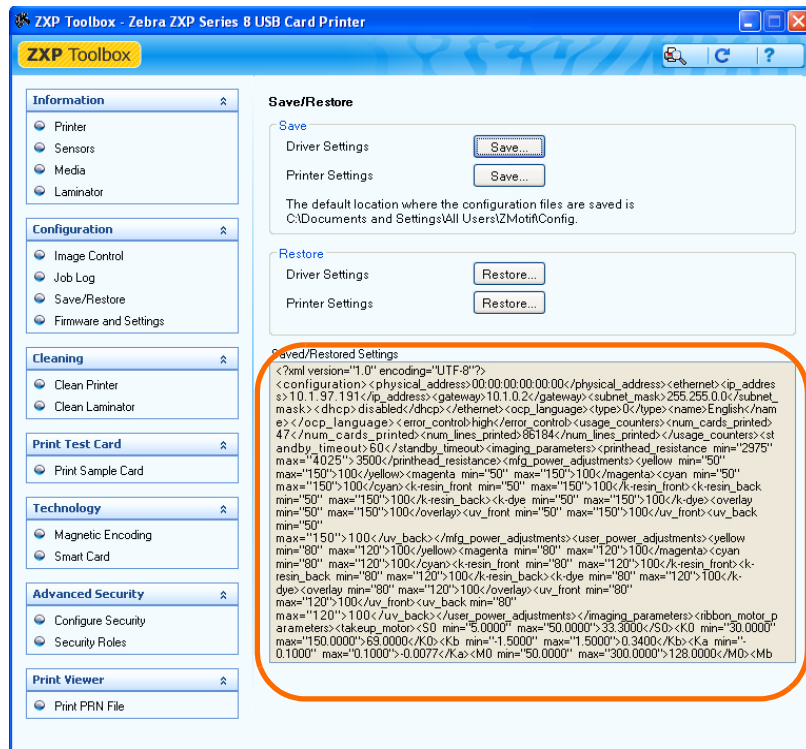 ZXP Toolbox - Zebra ZXP Series 8 USB Card Printer
ZXP Toolbox
?
Information
Printer
Sensors
Media
Laminator
Configuration
Image Control
Job Log
Save/Restore
Firmware and Settings
Cleaning
Clean Printer
Clean Laminator
Print Test Card
Print Sample Card
Technology
Magnetic Encoding
Smart Card
Advanced Security
Configure Security
Security Roles
Print Viewer
Print PRN File
Save/Restore
Save
Driver Settings
Save...
Printer Settings
Save...
The default location where the configuration files are saved is
C:\Documents and Settings\All Users\ZMotif\Config.
Restore
Driver Settings
Restore...
Printer Settings
Restore...
Saved/Restored Settings
<?xml version="1.0" encoding="UTF-8"?>
<configuration><physical_address>00:00:00:00:00:00</physical_address><ethernet><ip_addres
s>10.1.97.191</ip_address><gateway>10.1.0.2</gateway><subnet_mask>255.255.0.0</subnet_
mask><dhcp>disabled</dhcp></ethernet><ocp_language><type>0</type><name>English</nam
e></ocp_language><error_control>high</error_control><usage_counters><num_cards_printed>
47</num_cards_printed><num_lines_printed>86184</num_lines_printed></usage_counters><st
andby_timeout>60</standby_timeout><imaging_parameters><printhead_resistance min="2975"
max="4025">3500</printhead_resistance><mfg_power_adjustments><yellow min="50"
max="150">100</yellow><magenta min="50" max="150">100</magenta><cyan min="50"
max="150">100</cyan><k-resin_front min="50" max="150">100</k-resin_front><k-resin_back
min="50" max="150">100</k-resin_back><k-dye min="50" max="150">100</k-dye><overlay
min="50" max="150">100</overlay><uv_front min="50" max="150">100</uv_front><uv_back
min="50"
max="150">100</uv_back></mfg_power_adjustments><user_power_adjustments><yellow
min="80" max="120">100</yellow><magenta min="80" max="120">100</magenta><cyan
min="80" max="120">100</cyan><k-resin_front min="80" max="120">100</k-resin_front><k-
resin_back min="80" max="120">100</k-resin_back><k-dye min="80" max="120">100</k-
dye><overlay min="80" max="120">100</overlay><uv_front min="80"
max="120">100</uv_front><uv_back min="80"
max="120">100</uv_back></user_power_adjustments></imaging_parameters><ribbon_motor_p
arameters><takeup_motor><S0 min="5.0000" max="50.0000">33.3000</S0><K0 min="30.0000"
max="150.0000">69.0000</K0><Kb min="-1.5000" max="1.5000">0.3400</Kb><Ka min="-
0.1000" max="0.1000">-0.0077</Ka><M0 min="50.0000" max="300.0000">128.0000</M0><Mb